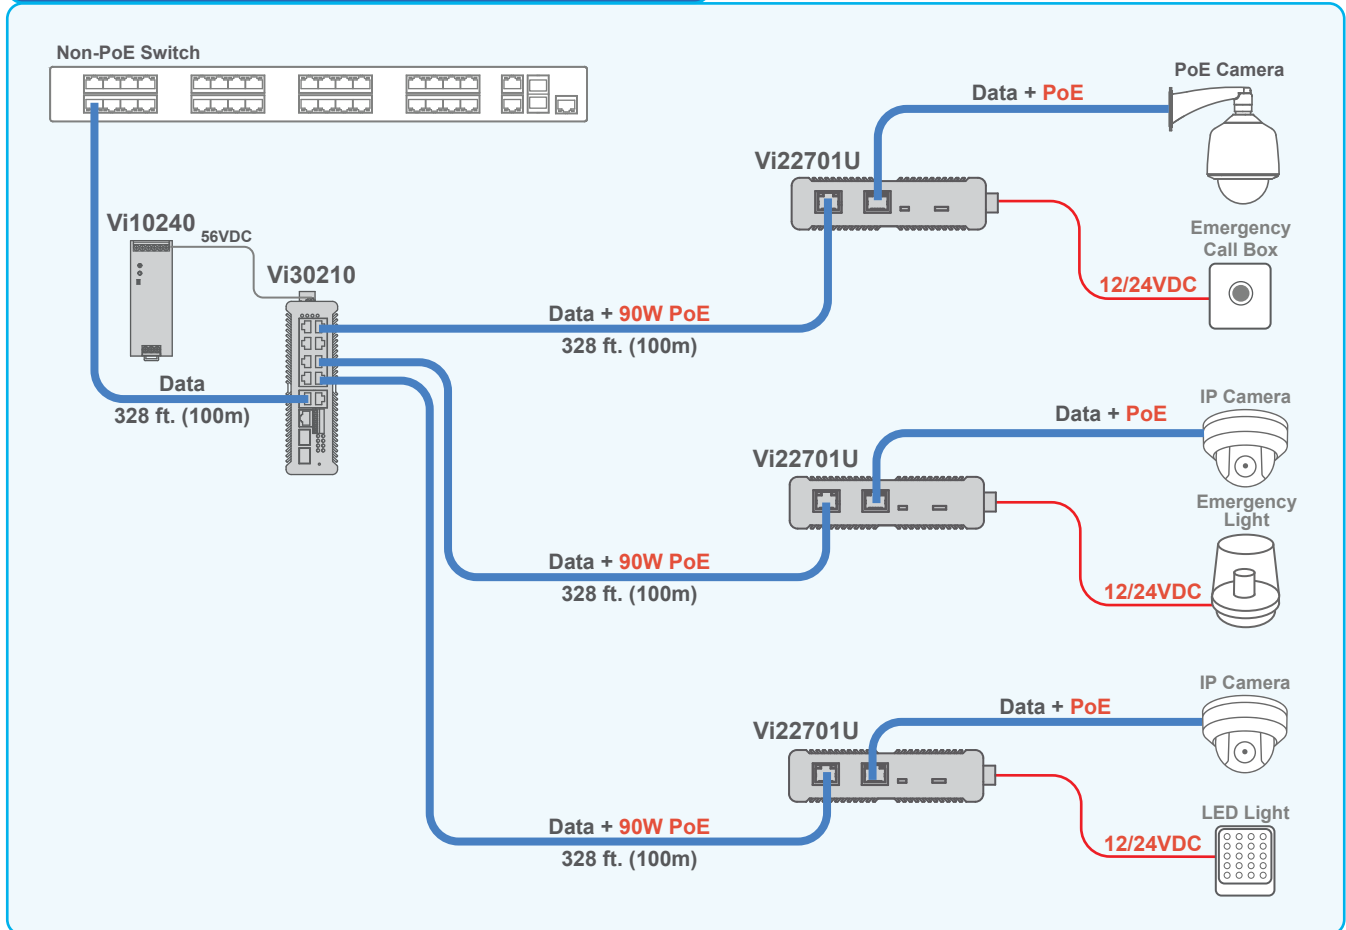 Non-PoE Switch
Vi10240
56VDC
Vi30210
Data
328 ft. (100m)
Data + 90W PoE
328 ft. (100m)
Vi22701U
Data + PoE
PoE Camera
Emergency
Call Box
12/24VDC
Data + 90W PoE
328 ft. (100m)
Vi22701U
Data + PoE
IP Camera
Emergency
Light
12/24VDC
Data + 90W PoE
328 ft. (100m)
Vi22701U
Data + PoE
IP Camera
LED Light
12/24VDC